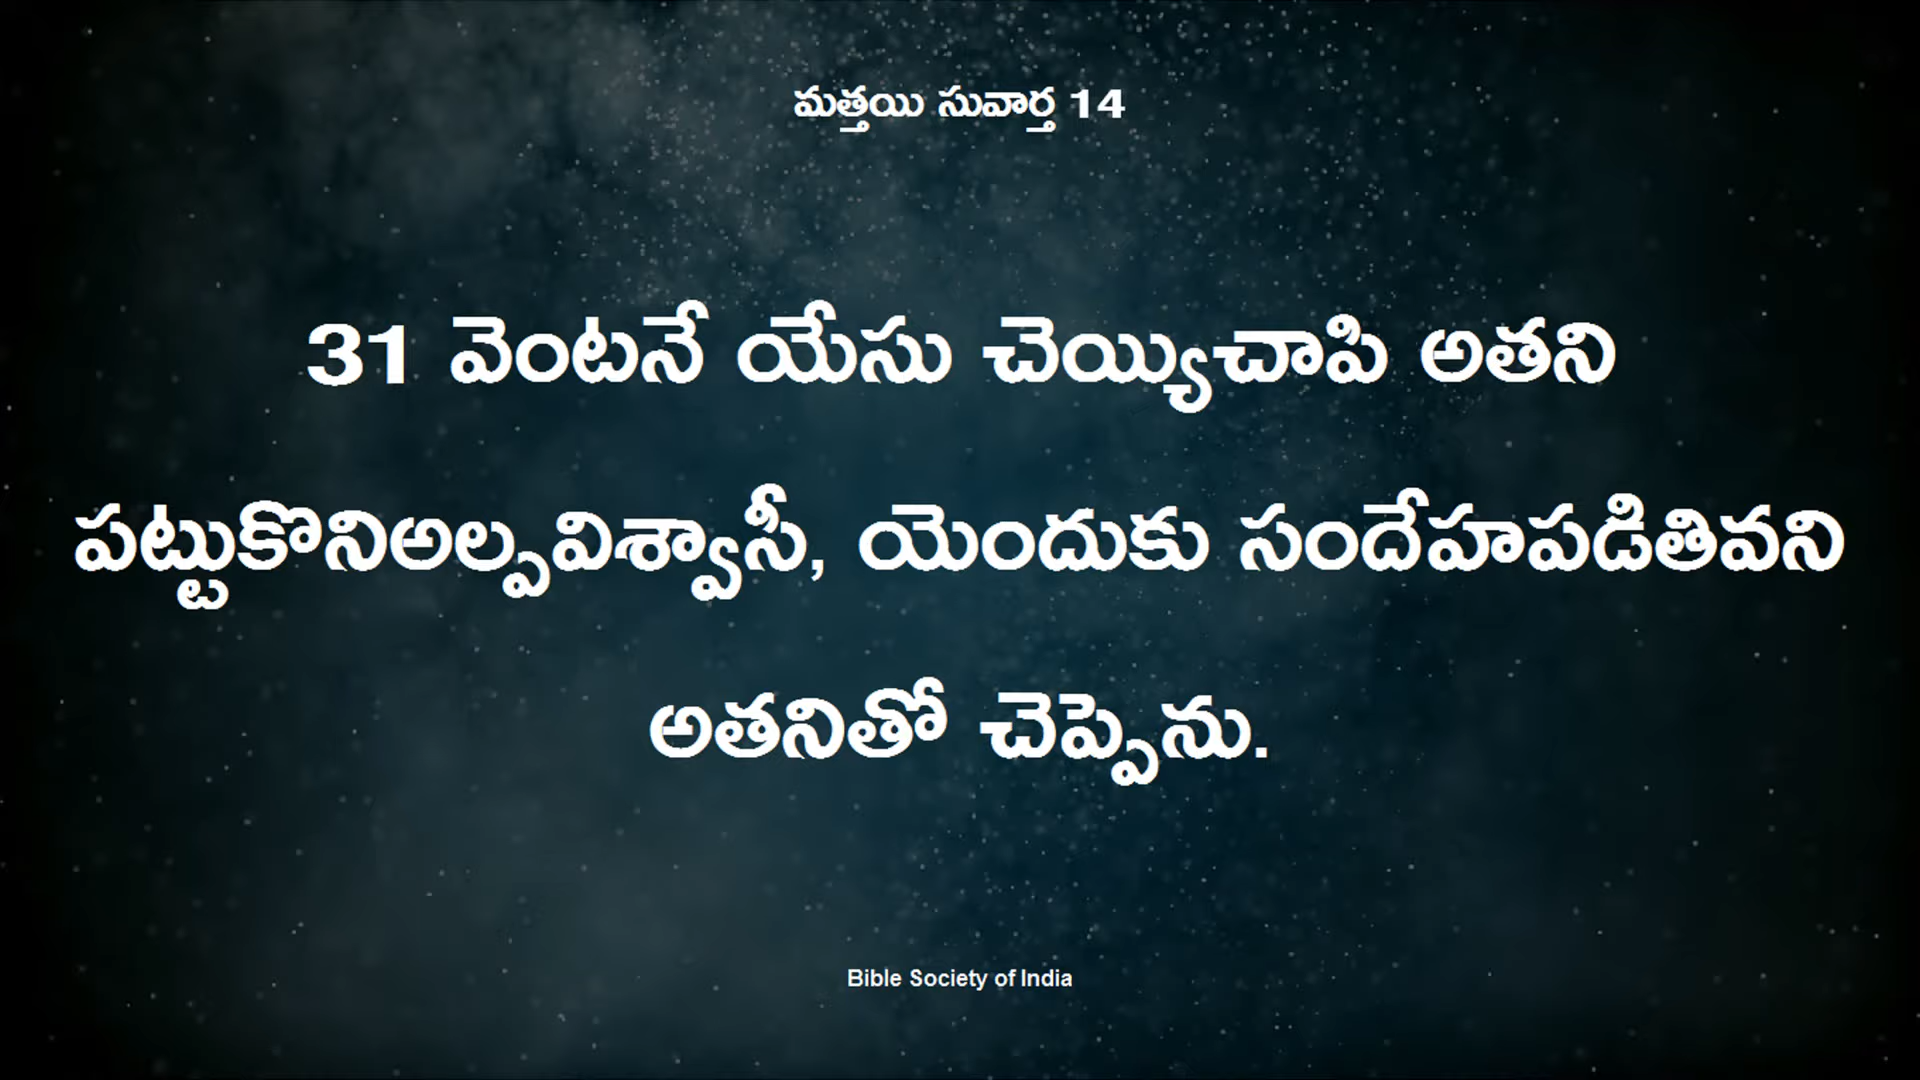 మత్తయి సువార్త 14
31 వెంటనే యేసు చెయ్యిచాపి అతని
పట్టుకొనిఅల్పవిశ్వాసీ, యెందుకు సందేహపడితివని
అతనితో చెప్పెను.
Bible Society of India